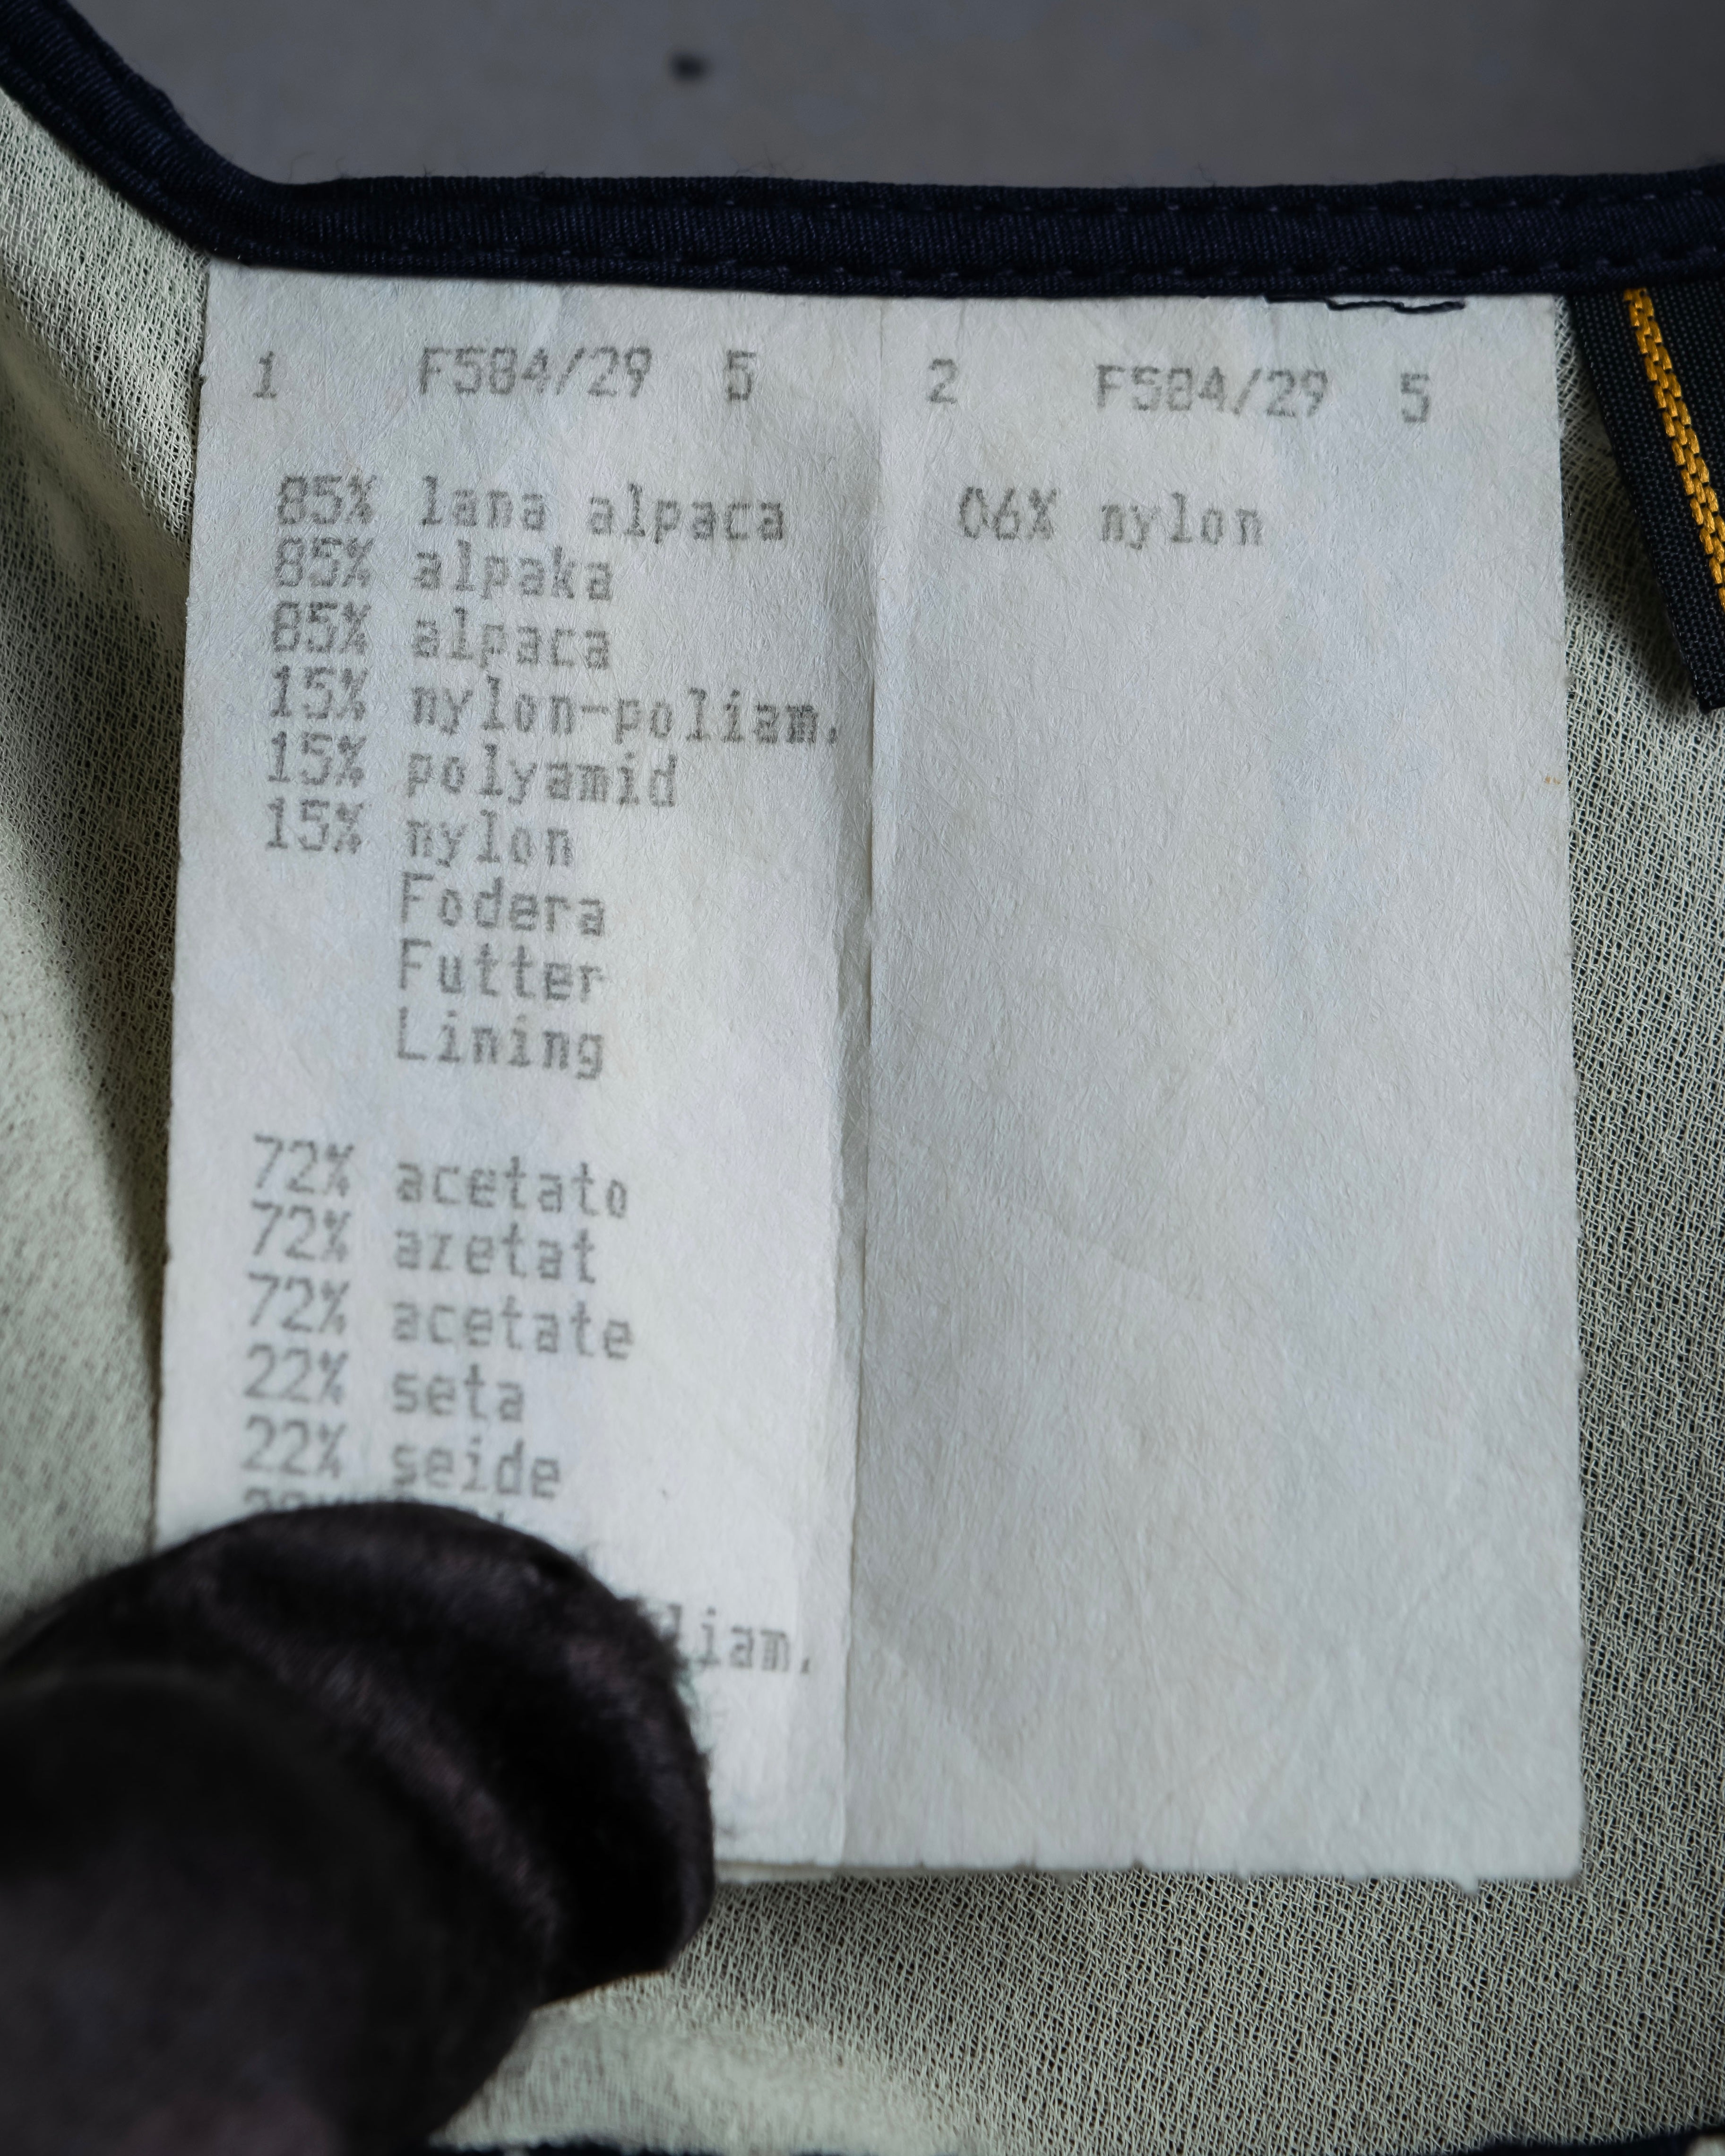 1 F584/29 5
85% lana alpaca
85% alpaka
85% alpaca
15% nylon-poliam.
15% polyamid
15% nylon
Fodera
Futter
Lining
72% acetato
72% azetat
72% acetate
22% seta
22% seide
liam.
2 F584/29 5
06% nylon